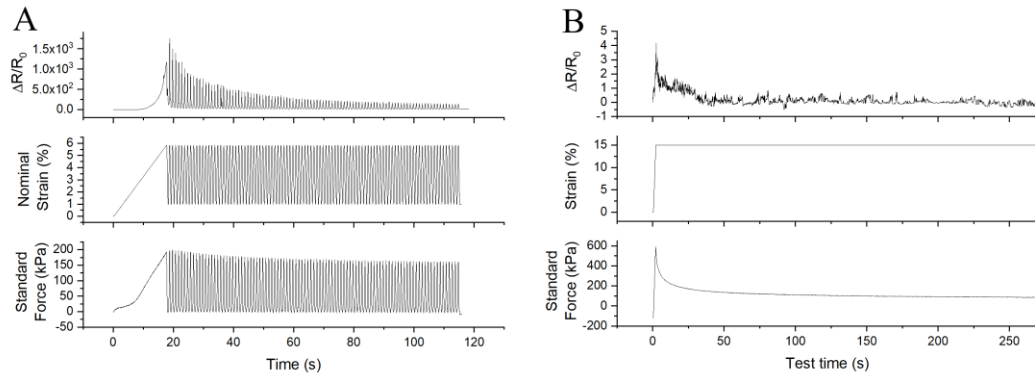 A
ΔR/R0
1.5x10³
1.0x10³
5.0x10²
0.0
Nominal
Strain (%)
6
5
4
3
2
1
0
Standard
Force (kPa)
200
150
100
50
0
-50
0 20 40 60 80 100 120
Time (s)
B
ΔR/R0
5
4
3
2
1
0
-1
Strain (%)
15
10
5
0
Standard
Force (kPa)
600
400
200
0
-200
0 50 100 150 200 250
Test time (s)